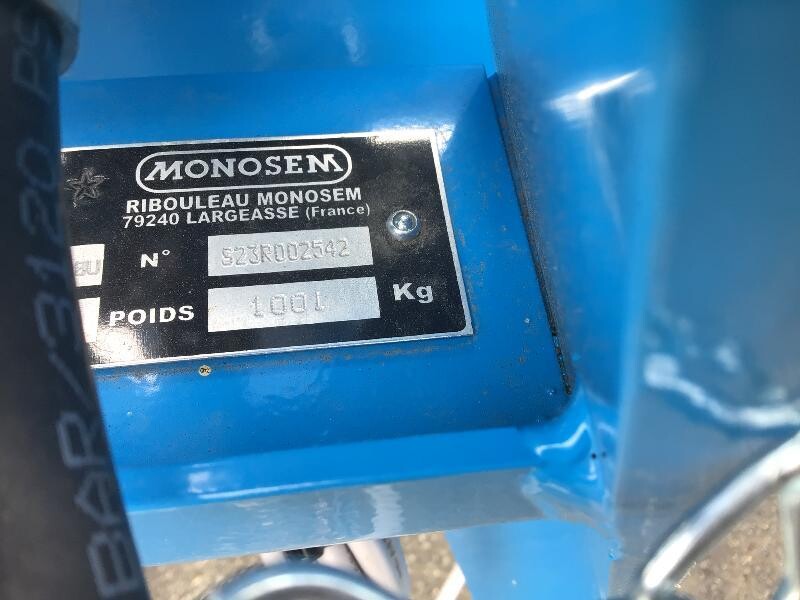 MONOSEM
RIBOULEAU MONOSEM
79240 LARGEASSE (France)
N° S23R002542
POIDS 1001 Kg
BAR/3120 PS